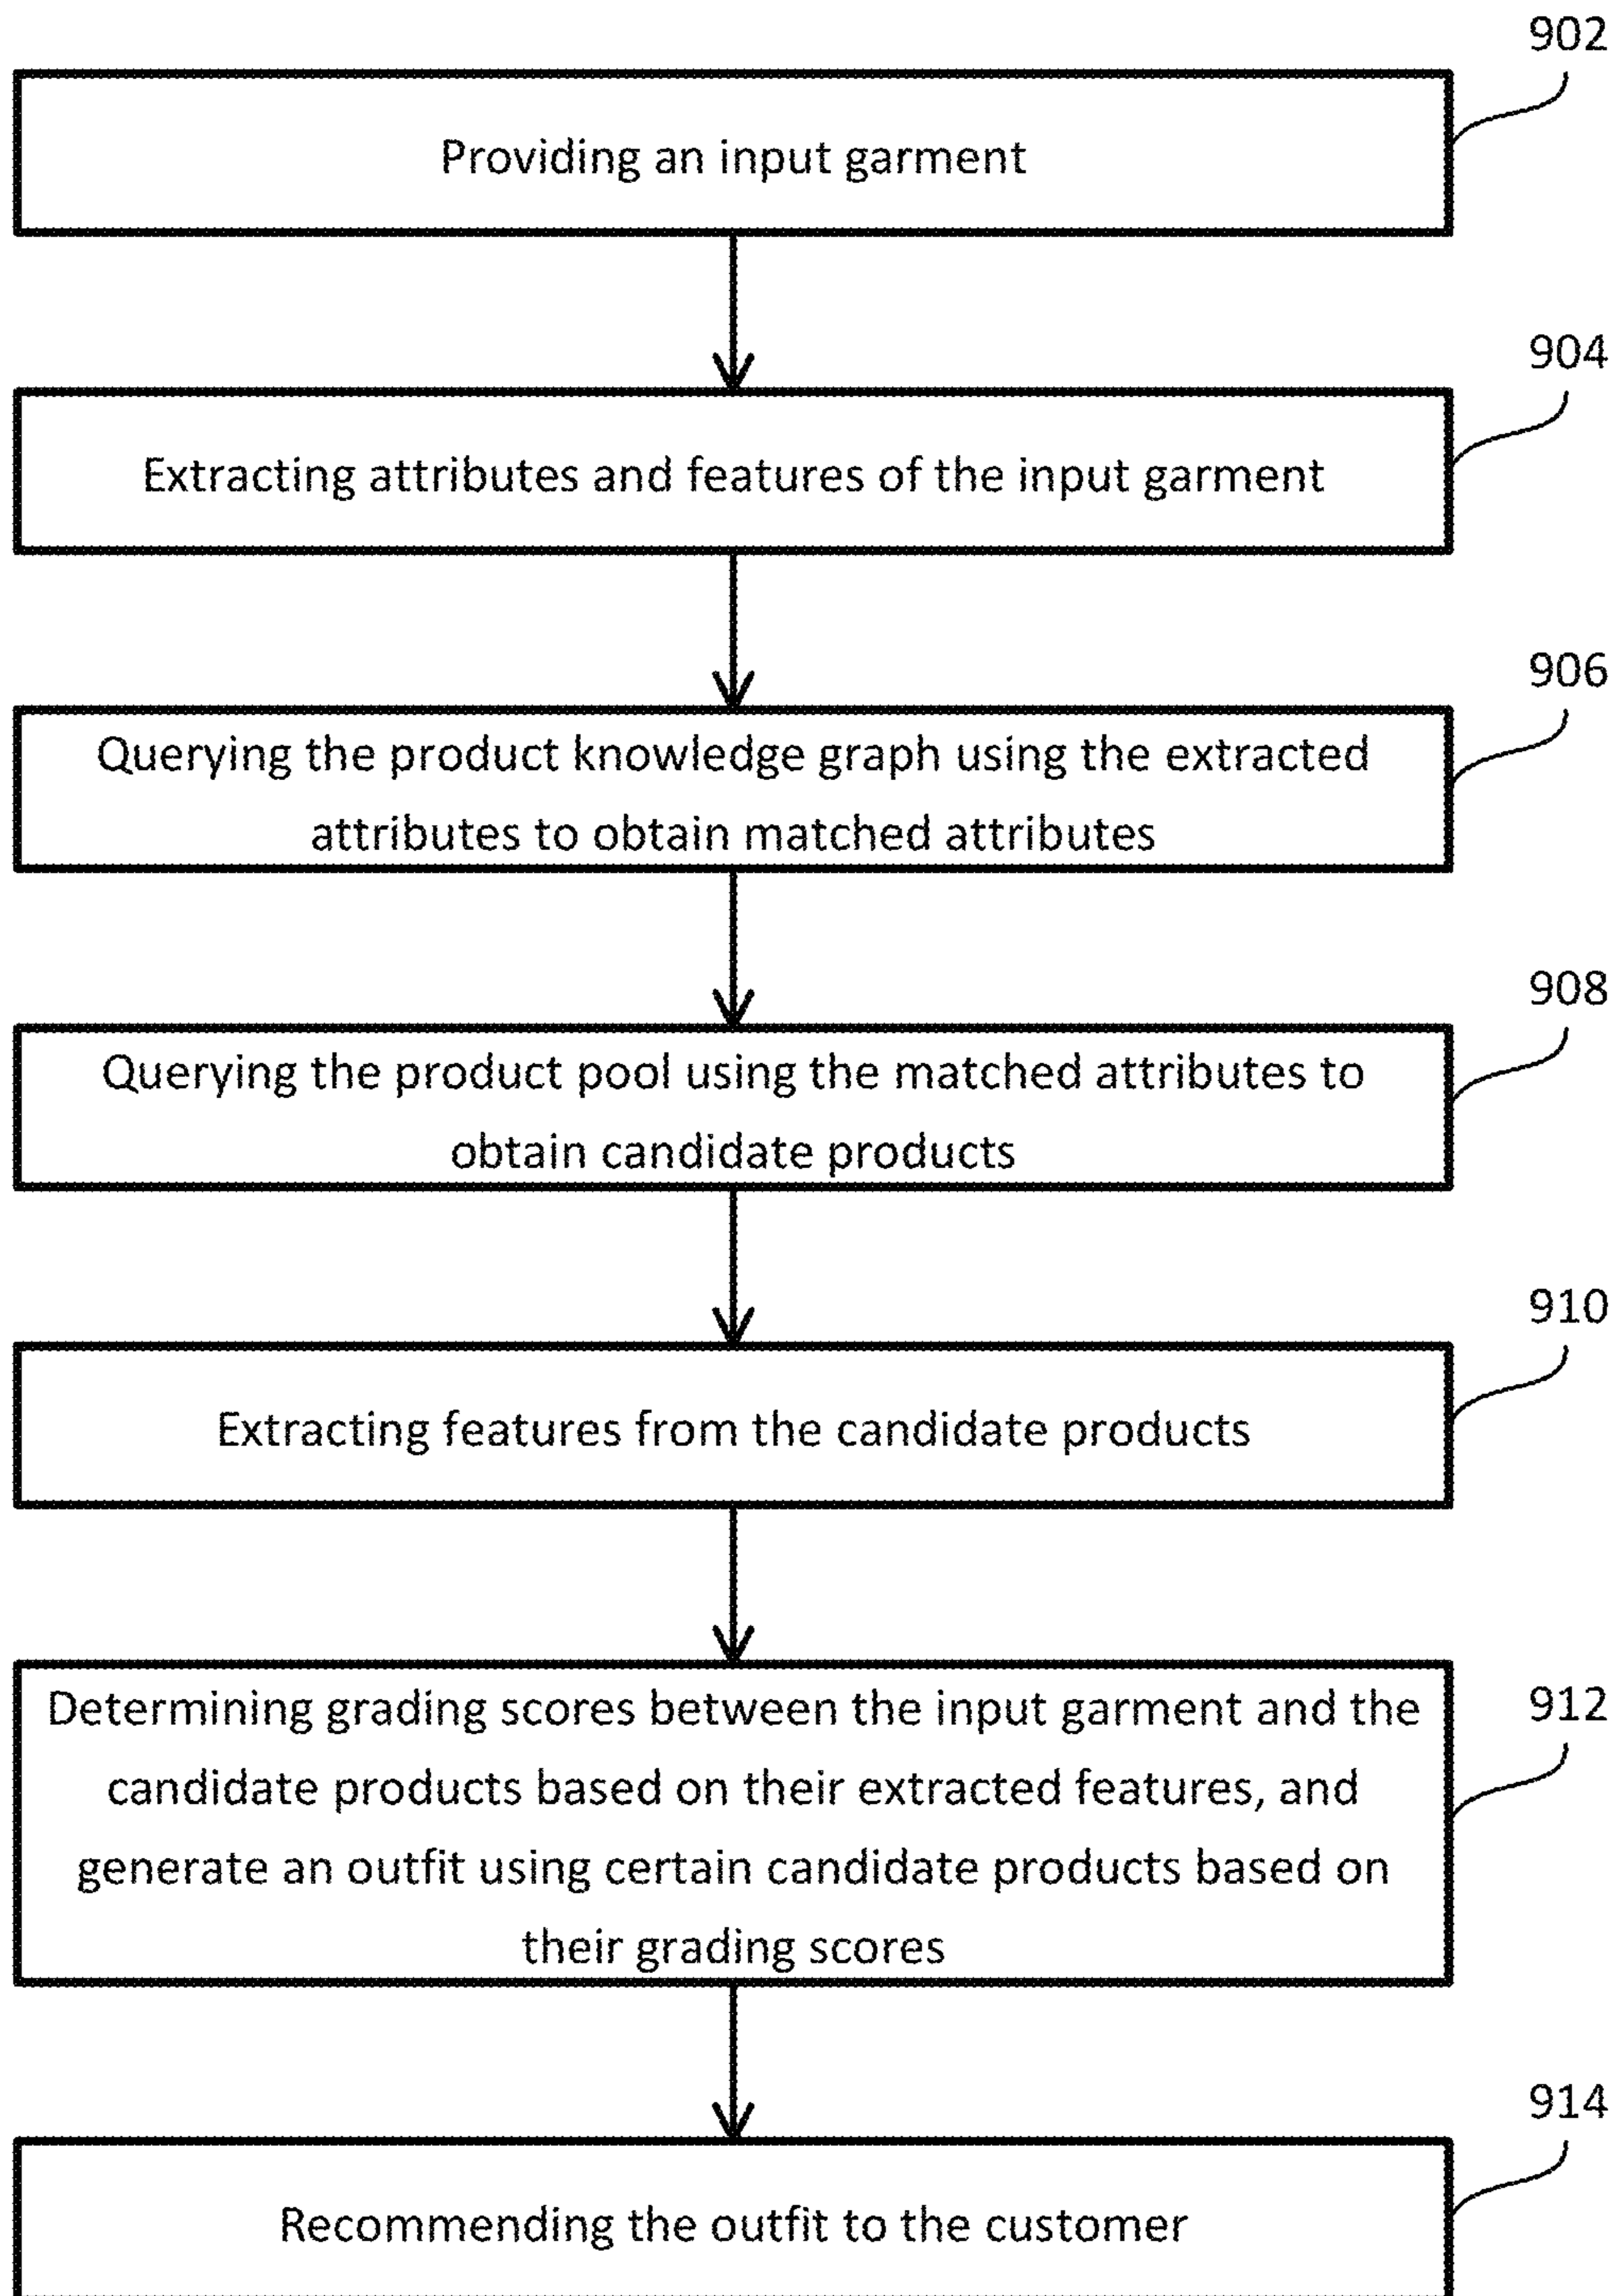 902
Providing an input garment
904
Extracting attributes and features of the input garment
906
Querying the product knowledge graph using the extracted
attributes to obtain matched attributes
908
Querying the product pool using the matched attributes to
obtain candidate products
910
Extracting features from the candidate products
912
Determining grading scores between the input garment and the
candidate products based on their extracted features, and
generate an outfit using certain candidate products based on
their grading scores
914
Recommending the outfit to the customer